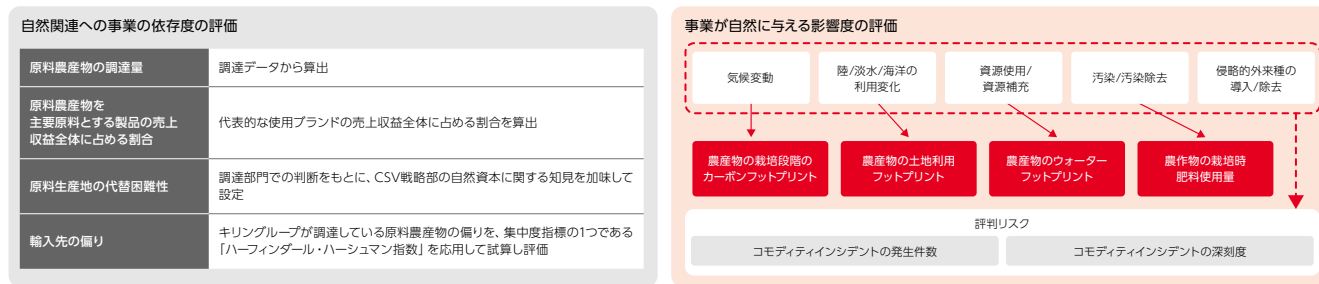 自然関連への事業の依存度の評価
原料農産物の調達量
調達データから算出
原料農産物を
主要原料とする製品の売上
収益全体に占める割合
代表的な使用ブランドの売上収益全体に占める割合を算出
原料生産地の代替困難性
調達部門での判断をもとに、CSV戦略部の自然資本に関する知見を加味して
設定
輸入先の偏り
キリングループが調達している原料農産物の偏りを、集中度指標の1つである
「ハーフィンダール・ハーシュマン指数」を応用して試算し評価
事業が自然に与える影響度の評価
気候変動
陸/淡水/海洋の
利用変化
資源使用/
資源補充
汚染/汚染除去
侵略的外来種の
導入/除去
農産物の栽培段階の
カーボンフットプリント
農産物の土地利用
フットプリント
農産物のウォーター
フットプリント
農作物の栽培時
肥料使用量
評判リスク
コモディティインシデントの発生件数
コモディティインシデントの深刻度